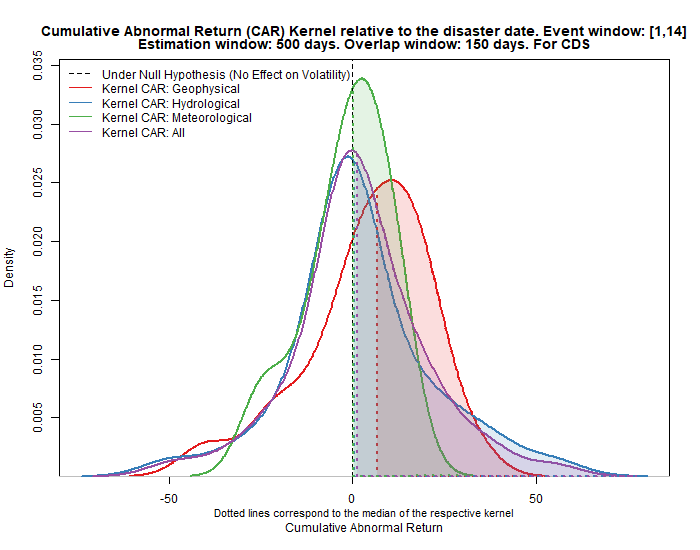 Cumulative Abnormal Return (CAR) Kernel relative to the disaster date. Event window: [1,14]
Estimation window: 500 days. Overlap window: 150 days. For CDS
Under Null Hypothesis (No Effect on Volatility)
Kernel CAR: Geophysical
Kernel CAR: Hydrological
Kernel CAR: Meteorological
Kernel CAR: All
0.035
0.030
0.025
0.020
0.015
0.010
0.005
Density
-50
0
50
Dotted lines correspond to the median of the respective kernel
Cumulative Abnormal Return